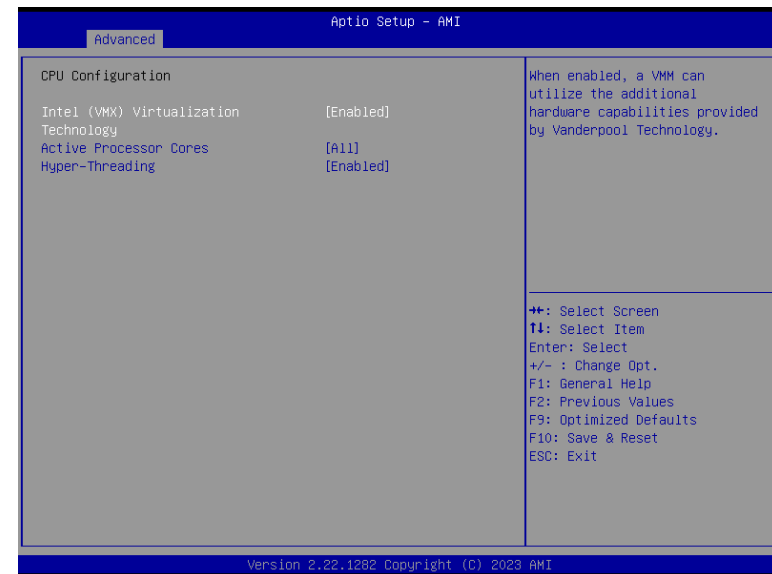 Aptio Setup - AMI
Advanced
CPU Configuration
Intel (VMX) Virtualization [Enabled]
Technology
Active Processor Cores [All]
Hyper-Threading [Enabled]
When enabled, a VMM can
utilize the additional
hardware capabilities provided
by Vanderpool Technology.
→←: Select Screen
↑↓: Select Item
Enter: Select
+/- : Change Opt.
F1: General Help
F2: Previous Values
F9: Optimized Defaults
F10: Save & Reset
ESC: Exit
Version 2.22.1282 Copyright (C) 2023 AMI